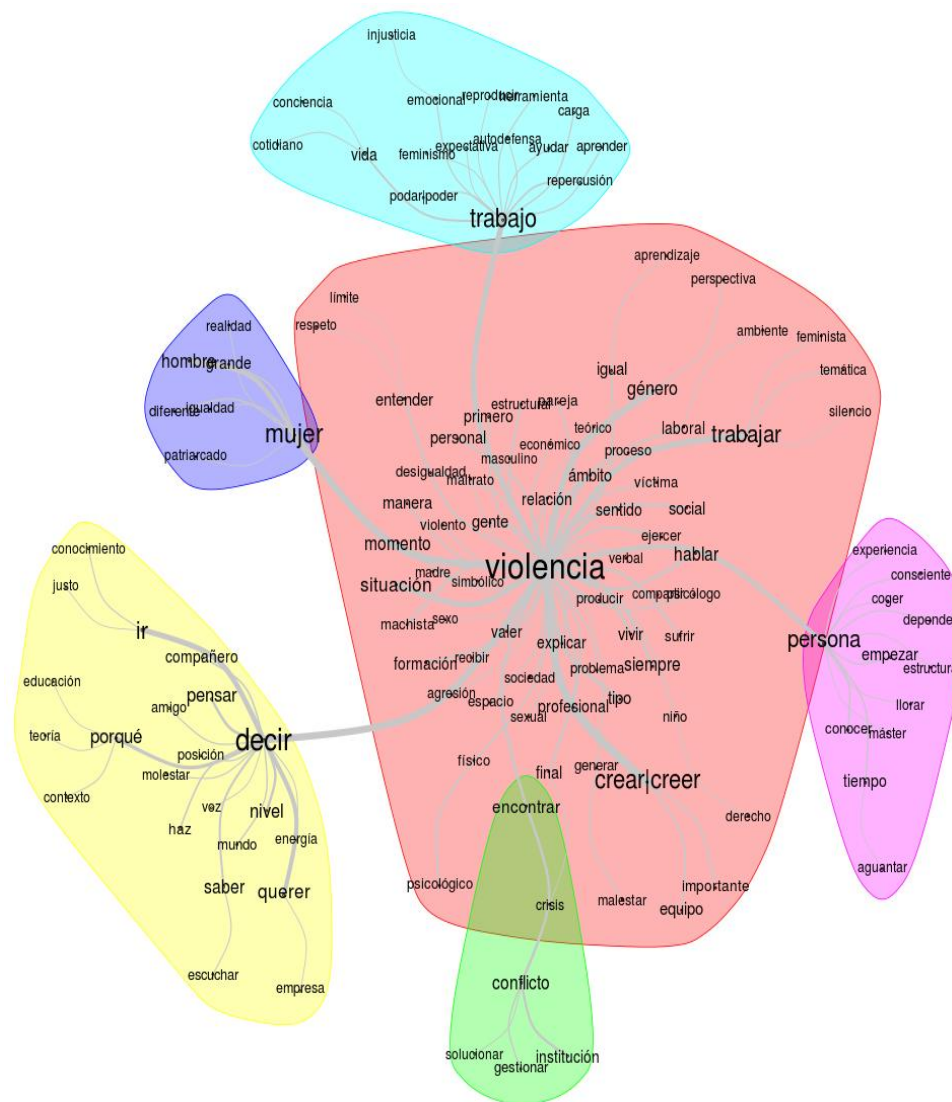 injusticia
conciencia
emocional
reproducir
herramienta
carga
cotidiano
vida
feminismo
expectativa
autodefensa
ayudar
aprender
podar|poder
repercusión
trabajo
límite
respeto
aprendizaje
perspectiva
ambiente
feminista
temática
silencio
realidad
hombre
grande
diferente
igualdad
mujer
patriarcado
entender
igual
género
estructural
pareja
primero
teórico
laboral
trabajar
personal
económico
proceso
masculino
desigualdad
maltrato
ámbito
víctima
manera
relación
sentido
social
violento
gente
ejercer
momento
verbal
hablar
violencia
madre
simbólico
situación
producir
psicólogo
machista
sexo
valer
explicar
vivir
sufrir
formación
recibir
sociedad
problema
siempre
agresión
espacio
sexual
profesional
tipo
niño
físico
final
generar
crear|creer
encontrar
derecho
psicológico
crisis
malestar
importante
equipo
conflicto
solucionar
gestionar
institución
experiencia
consciente
coger
persona
empezar
estructura
llorar
conocer
máster
tiempo
aguantar
conocimiento
justo
ir
compañero
educación
pensar
amigo
teoría
porqué
decir
posición
molestar
contexto
voz
nivel
haz
mundo
energía
saber
querer
escuchar
empresa